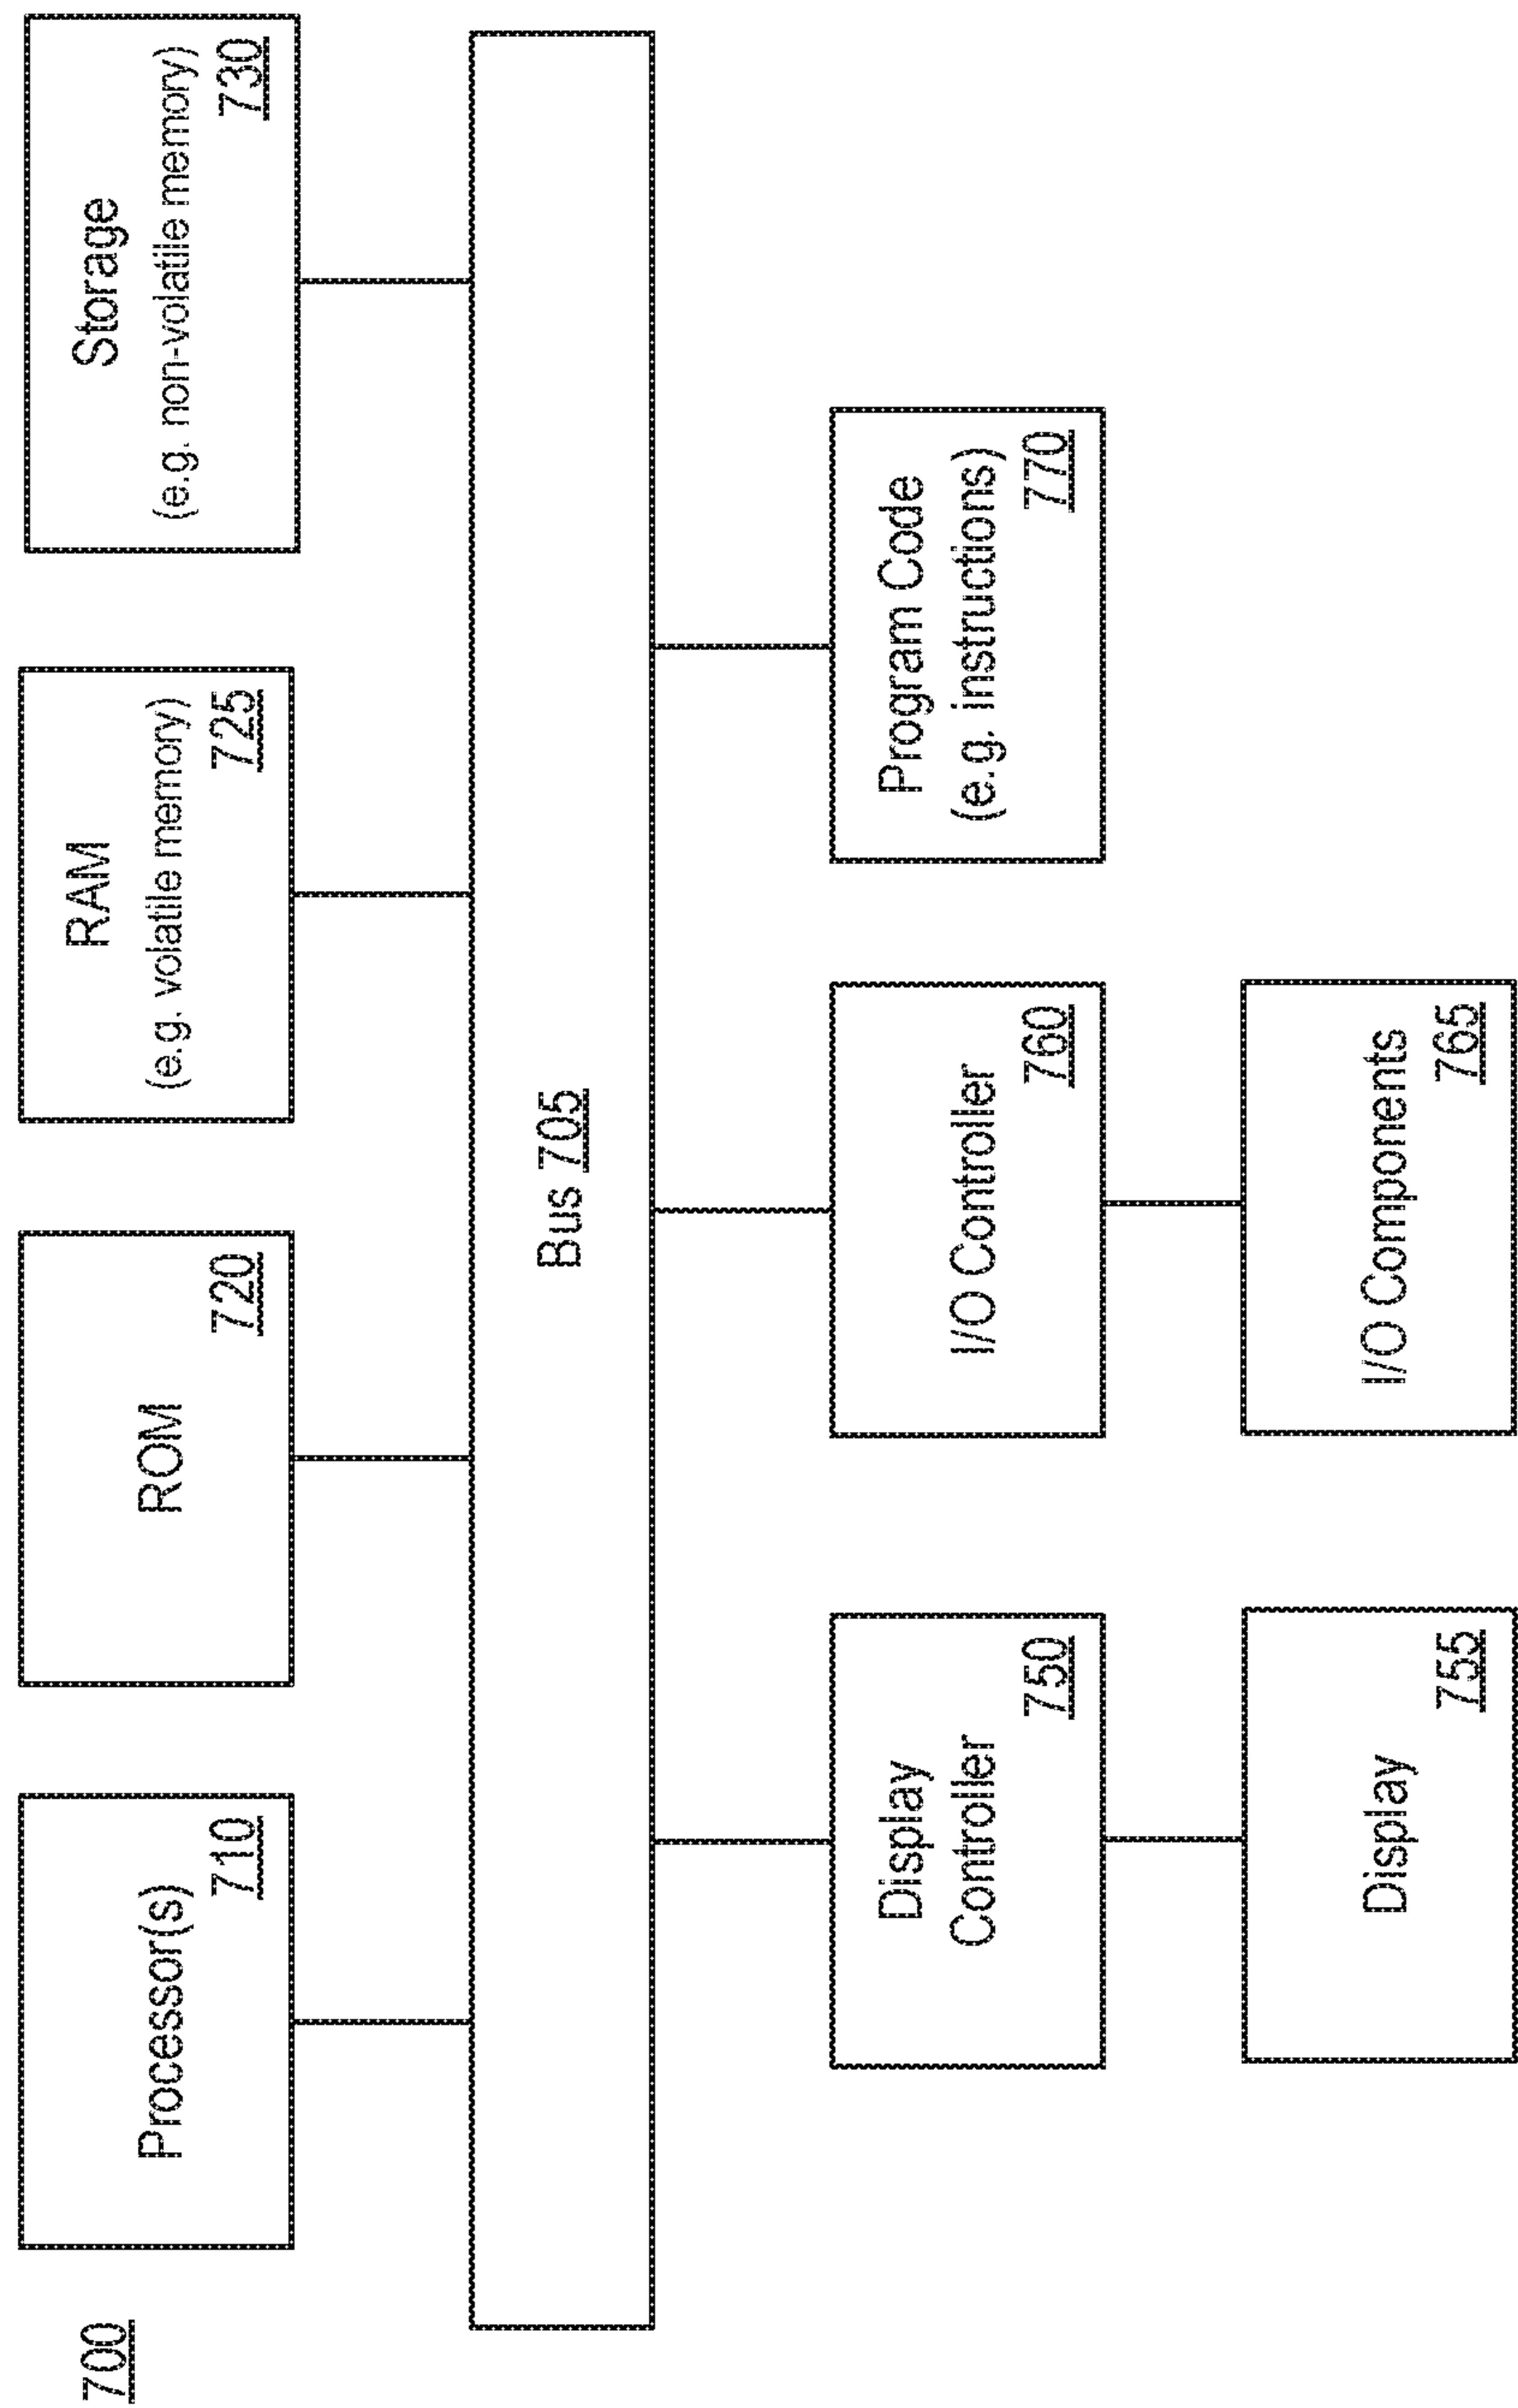 700
Processor(s)
710
ROM
720
RAM
(e.g. volatile memory)
725
Storage
(e.g. non-volatile memory)
730
Bus 705
Display
Controller
750
I/O Controller
760
Program Code
(e.g. instructions)
770
Display
755
I/O Components
765